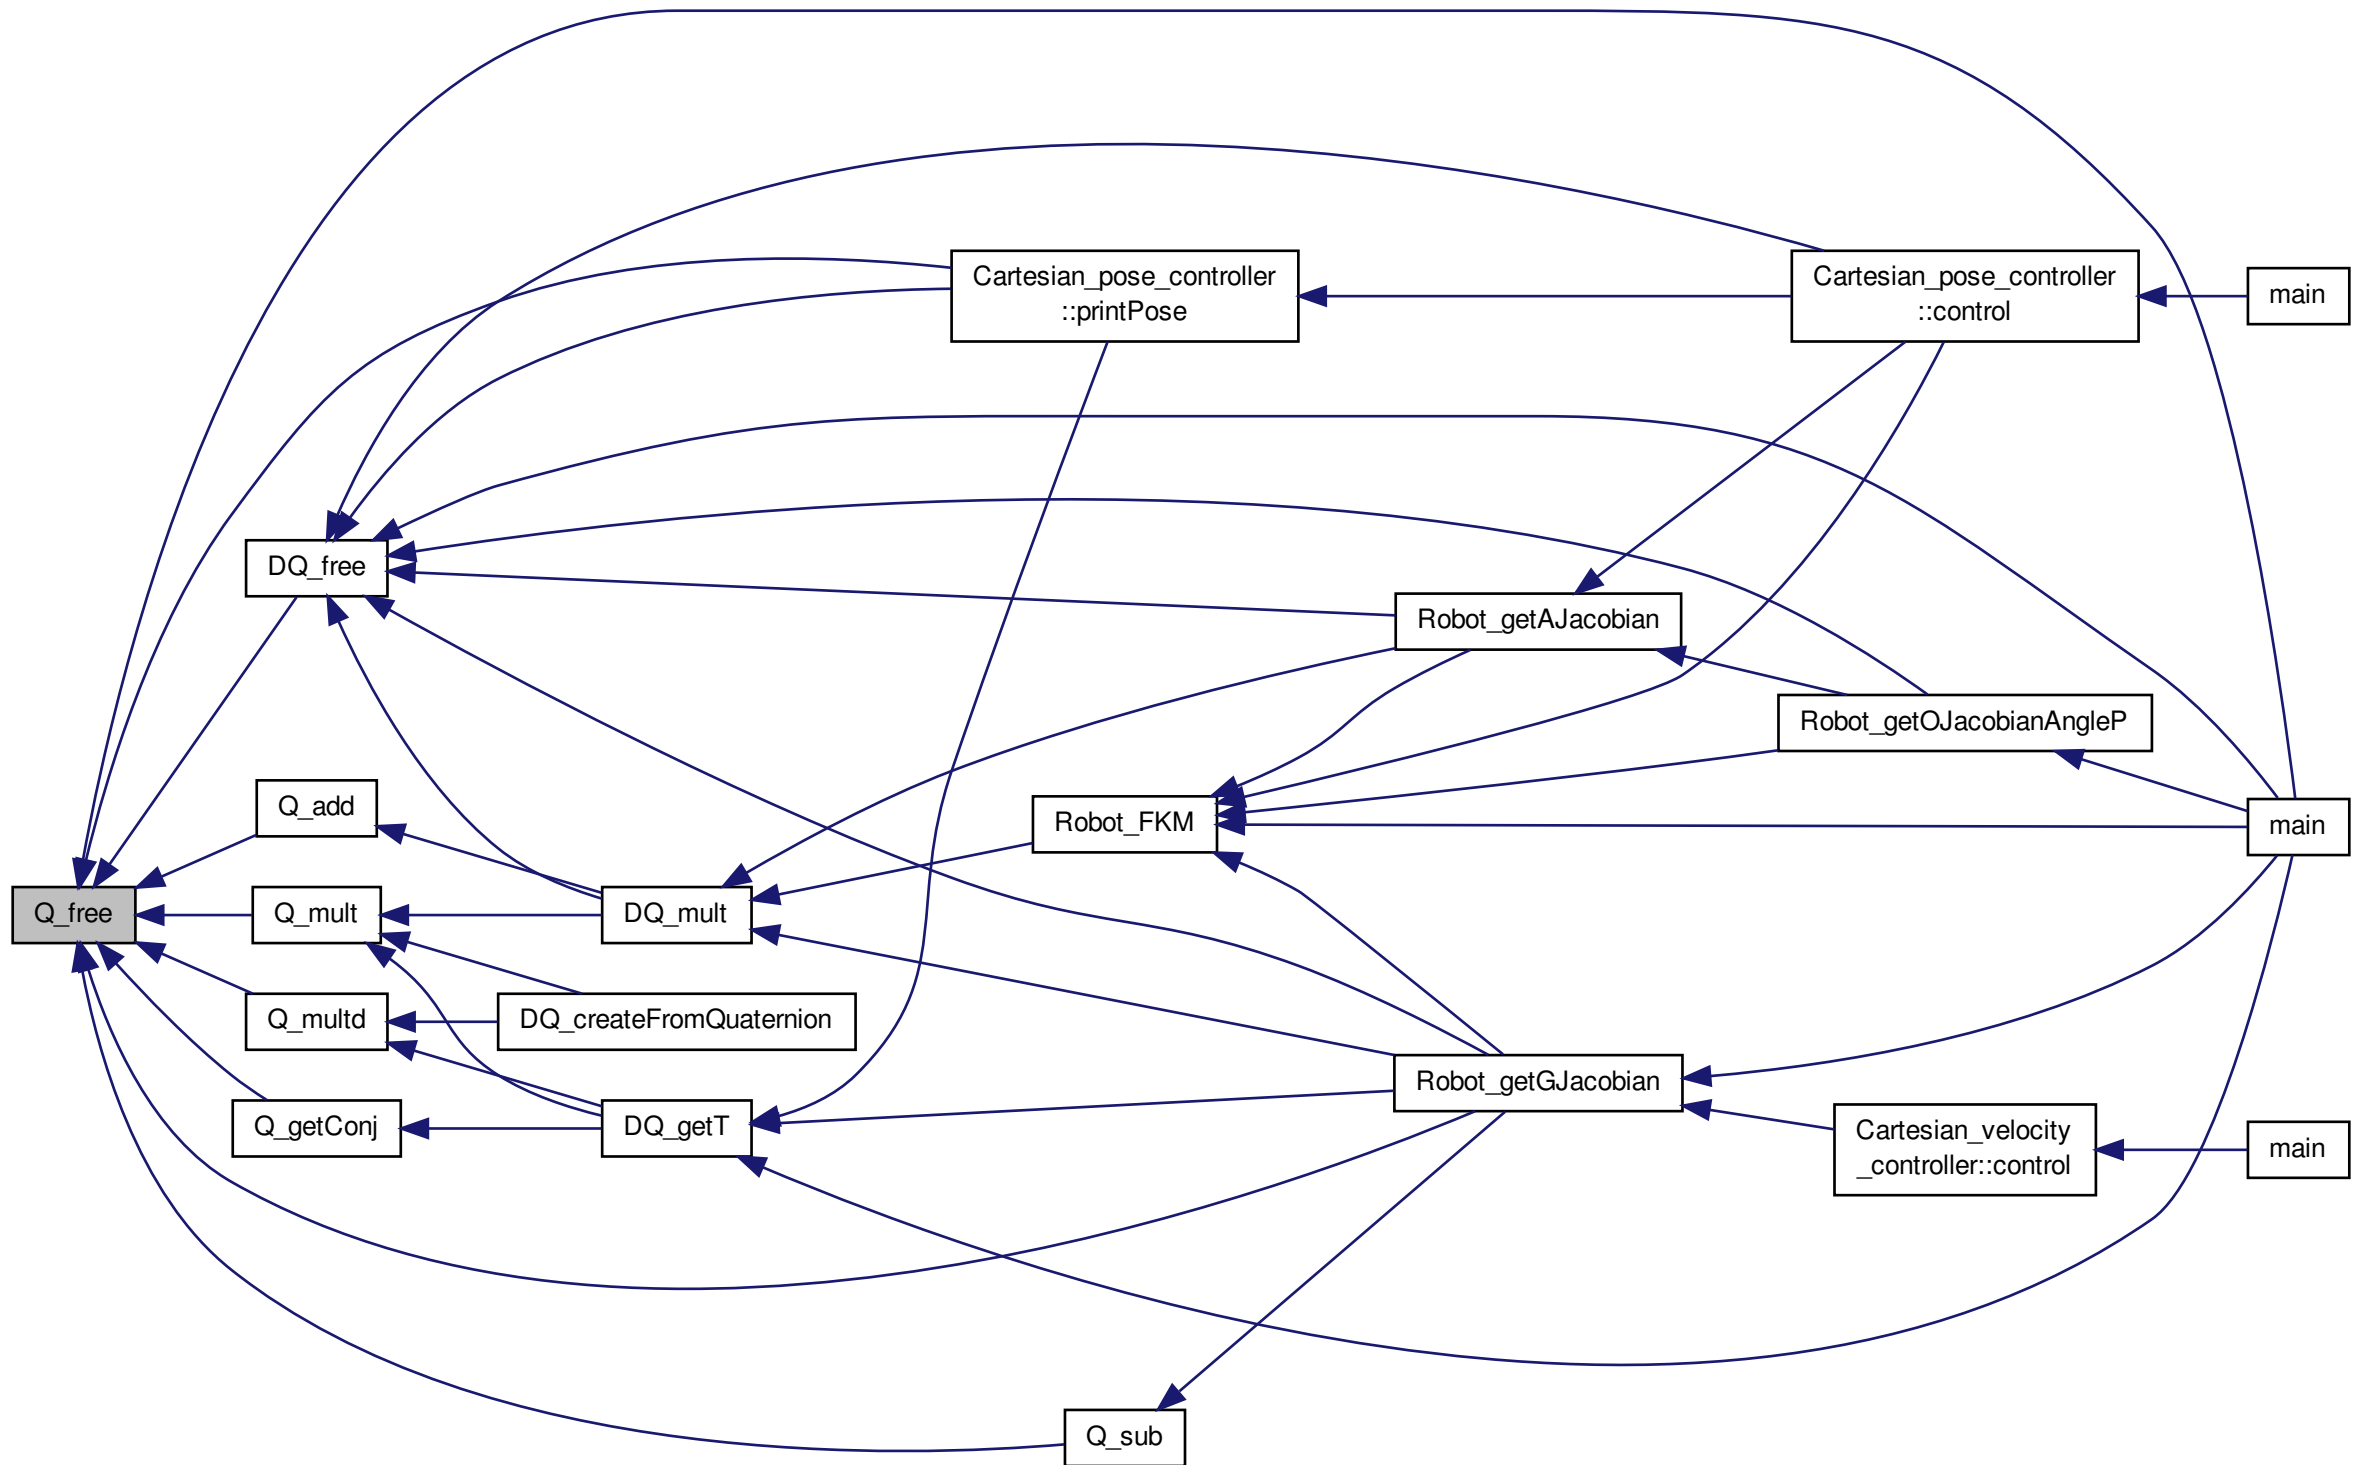 Cartesian_pose_controller
::printPose
Cartesian_pose_controller
::control
main
DQ_free
Robot_getAJacobian
Robot_getOJacobianAngleP
Q_add
Robot_FKM
main
Q_free
Q_mult
DQ_mult
Q_multd
DQ_createFromQuaternion
Robot_getGJacobian
Q_getConj
DQ_getT
Cartesian_velocity
_controller::control
main
Q_sub